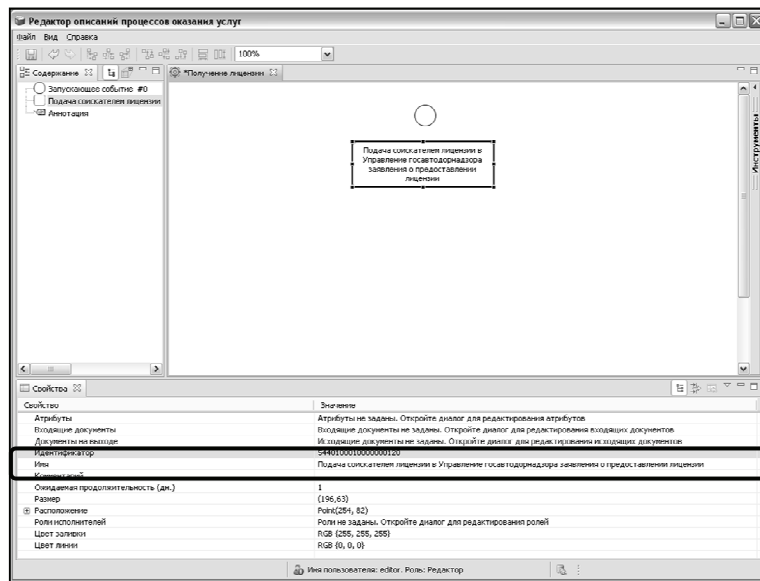 Редактор описаний процессов оказания услуг
Файл Вид Справка
100%
Содержание
*Получение лицензии
Запускающее событие #0
Подача соискателем лицензии
Аннотация
Подача соискателем лицензии в
Управление госавтодорнадзора
заявления о предоставлении
лицензии
Инструменты
Свойства
Свойство Значение
Атрибуты Атрибуты не заданы. Откройте диалог для редактирования атрибутов
Входящие документы Входящие документы не заданы. Откройте диалог для редактирования входящих документов
Документы на выходе Исходящие документы не заданы. Откройте диалог для редактирования исходящих документов
Идентификатор
Имя Подача соискателем лицензии в Управление госавтодорнадзора заявления о предоставлении лицензии
Комментарий
Ожидаемая продолжительность (дн.) 1
Размер (196,63)
Расположение Point(254, 82)
Роли исполнителей Роли не заданы. Откройте диалог для редактирования ролей
Цвет заливки RGB {255, 255, 255}
Цвет линии RGB {0, 0, 0}
Имя пользователя: editor. Роль: Редактор